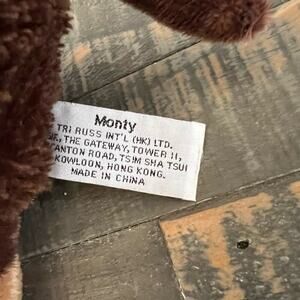 Monty
TRI RUSS INT'L (HK) LTD.
THE GATEWAY, TOWER II,
CANTON ROAD, TSIM SHA TSUI
KOWLOON, HONG KONG.
MADE IN CHINA